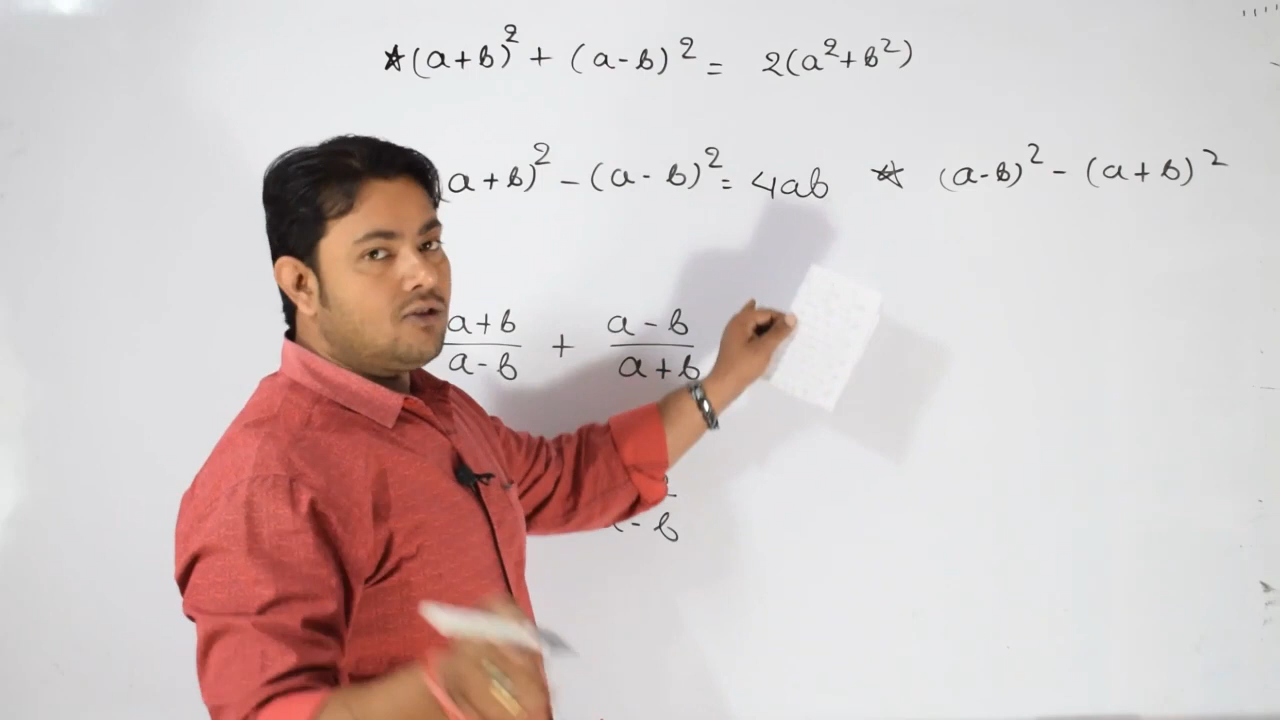 ★(a+b)² + (a-b)² = 2(a²+b²)
(a+b)² - (a-b)² = 4ab ★ (a-b)² - (a+b)²
a+b/a-b + a-b/a+b
- b